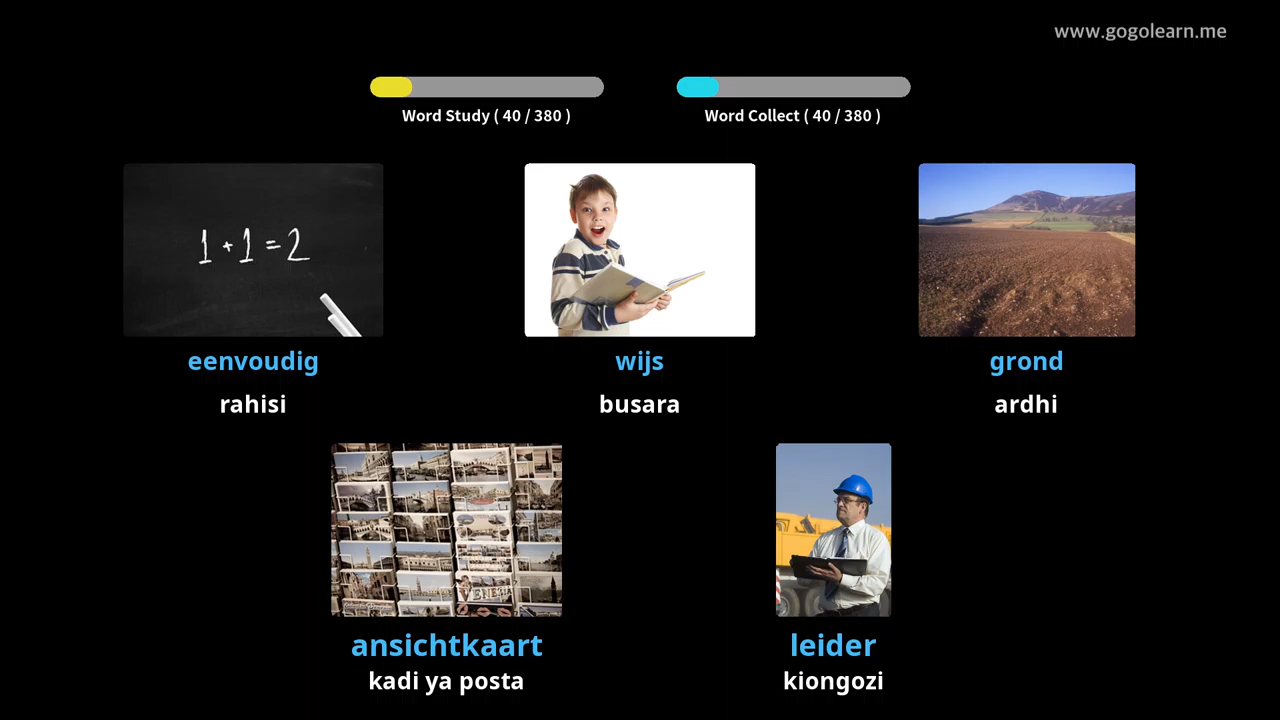 www.gogolearn.me
Word Study ( 40 / 380 )
Word Collect ( 40 / 380 )
1 + 1 = 2
eenvoudig
wijs
grond
rahisi
busara
ardhi
ansichtkaart
leider
kadi ya posta
kiongozi